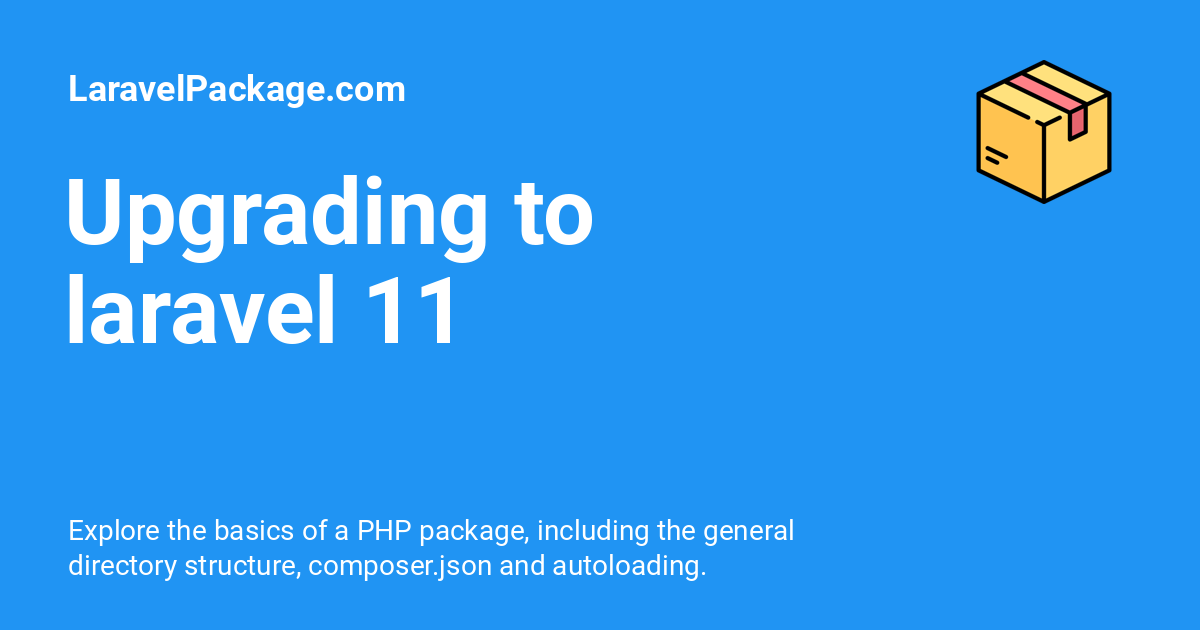 LaravelPackage.com
Upgrading to
laravel 11
Explore the basics of a PHP package, including the general
directory structure, composer.json and autoloading.